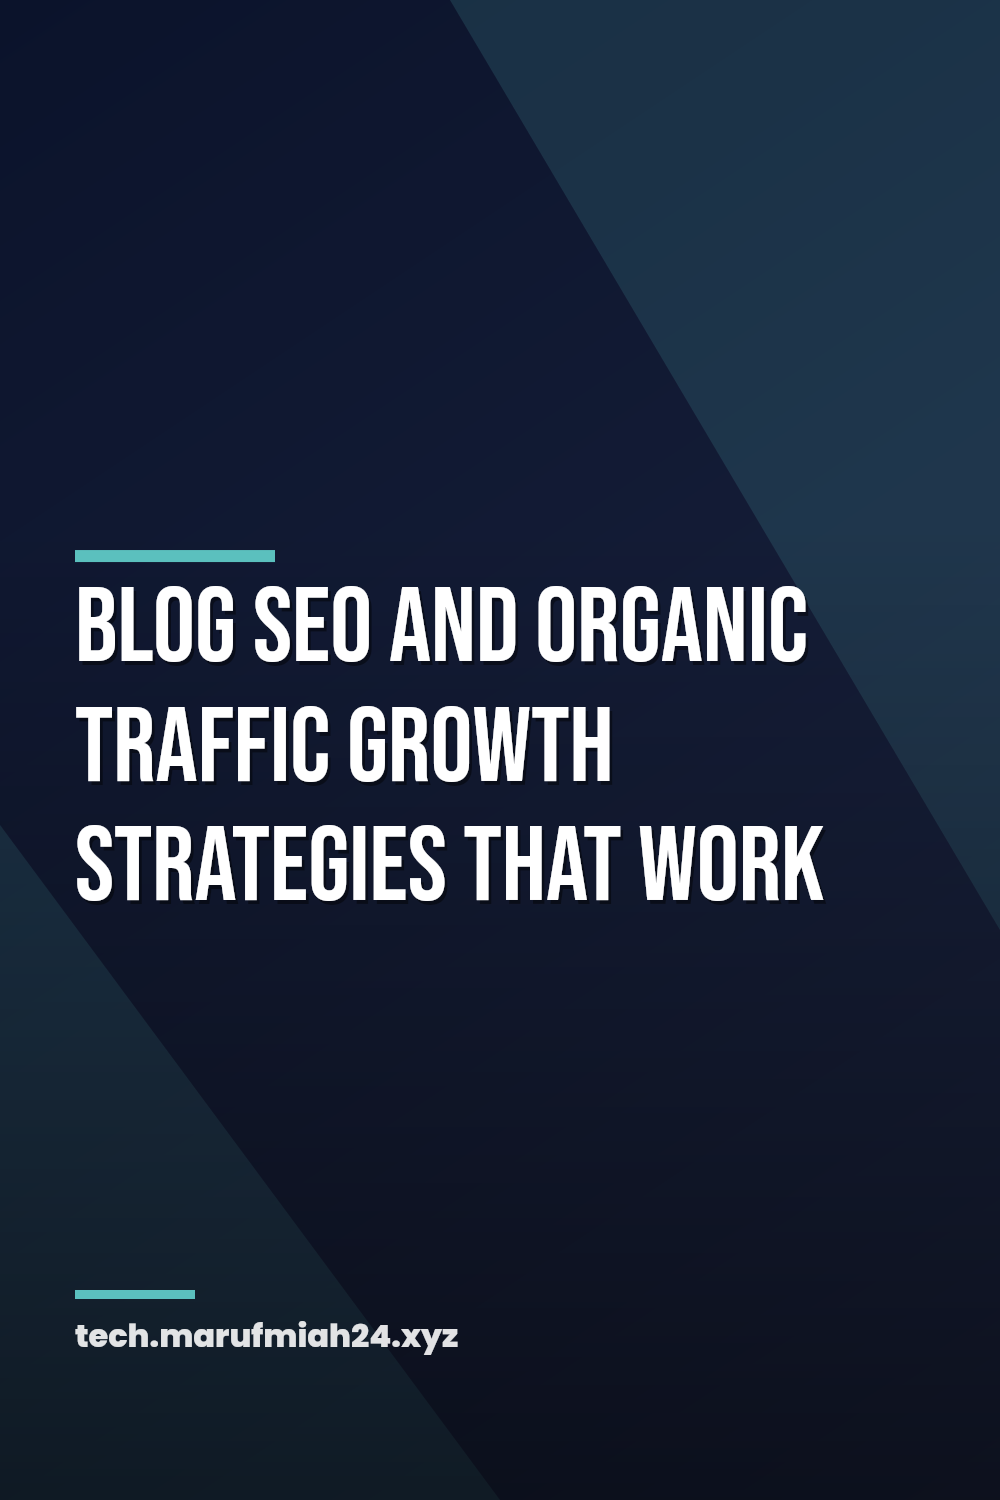 BLOG SEO AND ORGANIC
TRAFFIC GROWTH
STRATEGIES THAT WORK
tech.marufmiah24.xyz